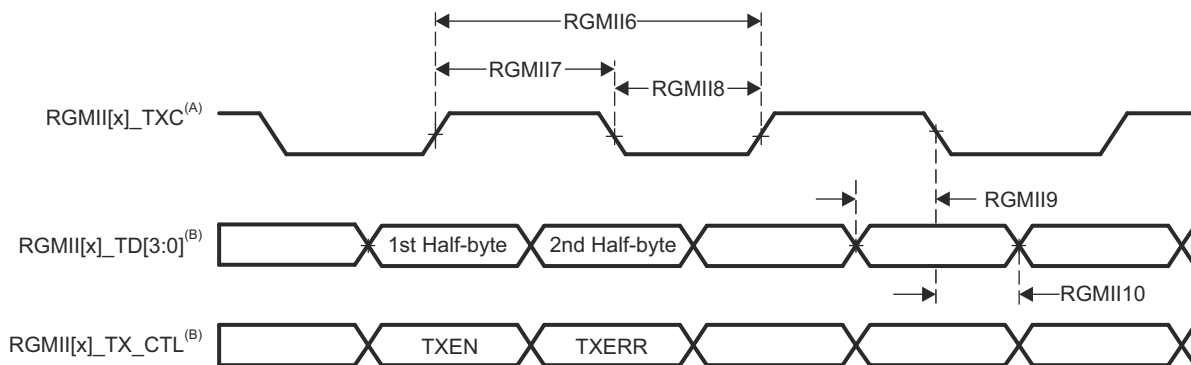 RGMII6
RGMII7
RGMII8
RGMII[x]_TXC(A)
RGMII9
RGMII[x]_TD[3:0](B)
1st Half-byte
2nd Half-byte
RGMII10
RGMII[x]_TX_CTL(B)
TXEN
TXERR